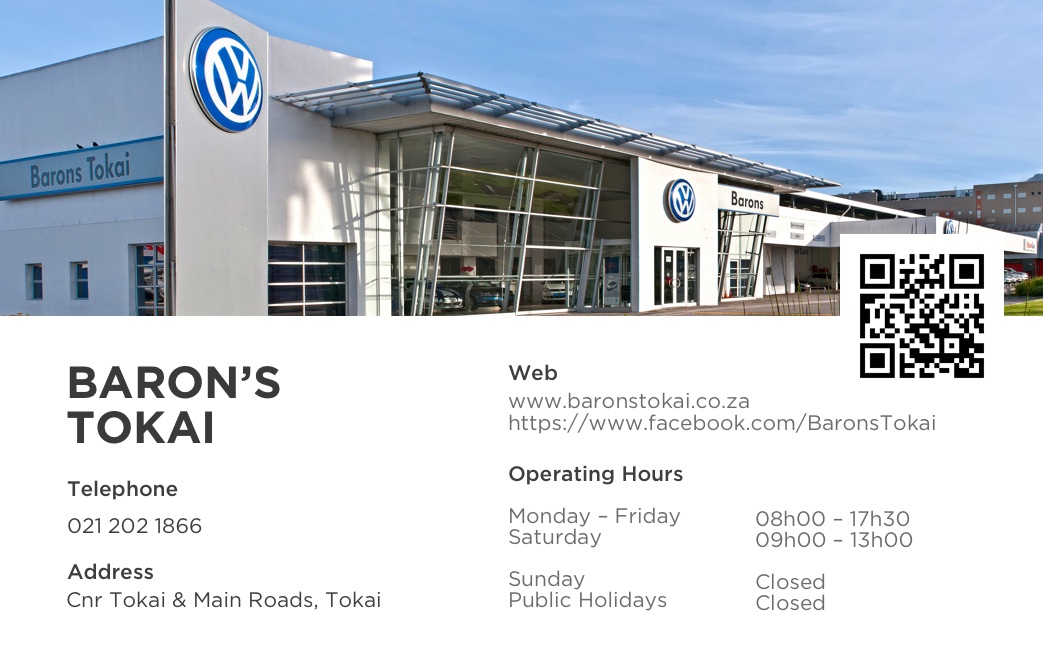 Barons Tokai
Barons
BARON’S
TOKAI
Telephone
021 202 1866
Address
Cnr Tokai & Main Roads, Tokai
Web
www.baronstokai.co.za
https://www.facebook.com/BaronsTokai
Operating Hours
Monday – Friday 08h00 – 17h30
Saturday 09h00 – 13h00
Sunday Closed
Public Holidays Closed